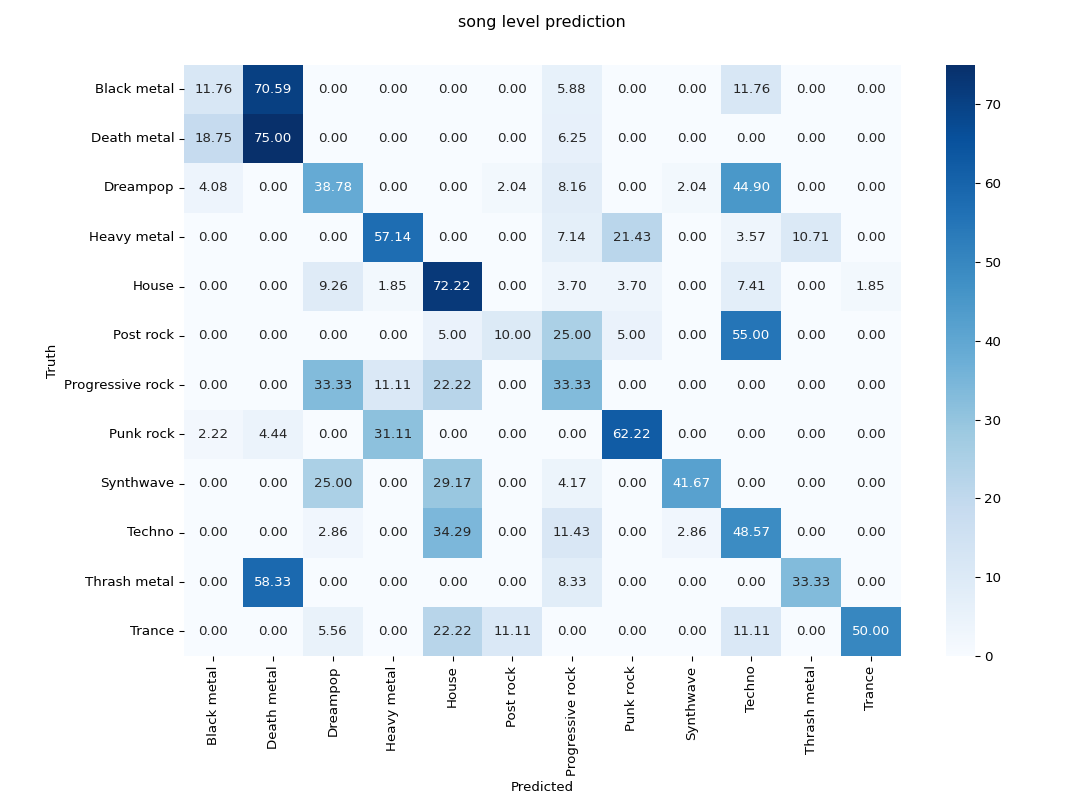 song level prediction
Black metal 11.76 70.59 0.00 0.00 0.00 0.00 5.88 0.00 0.00 11.76 0.00 0.00
Death metal 18.75 75.00 0.00 0.00 0.00 0.00 6.25 0.00 0.00 0.00 0.00 0.00
Dreampop 4.08 0.00 38.78 0.00 0.00 2.04 8.16 0.00 2.04 44.90 0.00 0.00
Heavy metal 0.00 0.00 0.00 57.14 0.00 0.00 7.14 21.43 0.00 3.57 10.71 0.00
House 0.00 0.00 9.26 1.85 72.22 0.00 3.70 3.70 0.00 7.41 0.00 1.85
Post rock 0.00 0.00 0.00 0.00 5.00 10.00 25.00 5.00 0.00 55.00 0.00 0.00
Progressive rock 0.00 0.00 33.33 11.11 22.22 0.00 33.33 0.00 0.00 0.00 0.00 0.00
Punk rock 2.22 4.44 0.00 31.11 0.00 0.00 0.00 62.22 0.00 0.00 0.00 0.00
Synthwave 0.00 0.00 25.00 0.00 29.17 0.00 4.17 0.00 41.67 0.00 0.00 0.00
Techno 0.00 0.00 2.86 0.00 34.29 0.00 11.43 0.00 2.86 48.57 0.00 0.00
Thrash metal 0.00 58.33 0.00 0.00 0.00 0.00 8.33 0.00 0.00 0.00 33.33 0.00
Trance 0.00 0.00 5.56 0.00 22.22 11.11 0.00 0.00 0.00 11.11 0.00 50.00
Truth
Black metal
Death metal
Dreampop
Heavy metal
House
Post rock
Progressive rock
Punk rock
Synthwave
Techno
Thrash metal
Trance
Predicted
70
60
50
40
30
20
10
0